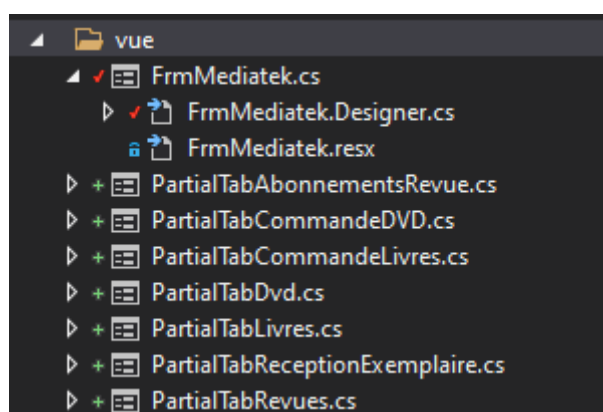 vue
FrmMediatek.cs
FrmMediatek.Designer.cs
FrmMediatek.resx
PartialTabAbonnementsRevue.cs
PartialTabCommandeDVD.cs
PartialTabCommandeLivres.cs
PartialTabDvd.cs
PartialTabLivres.cs
PartialTabReceptionExemplaire.cs
PartialTabRevues.cs